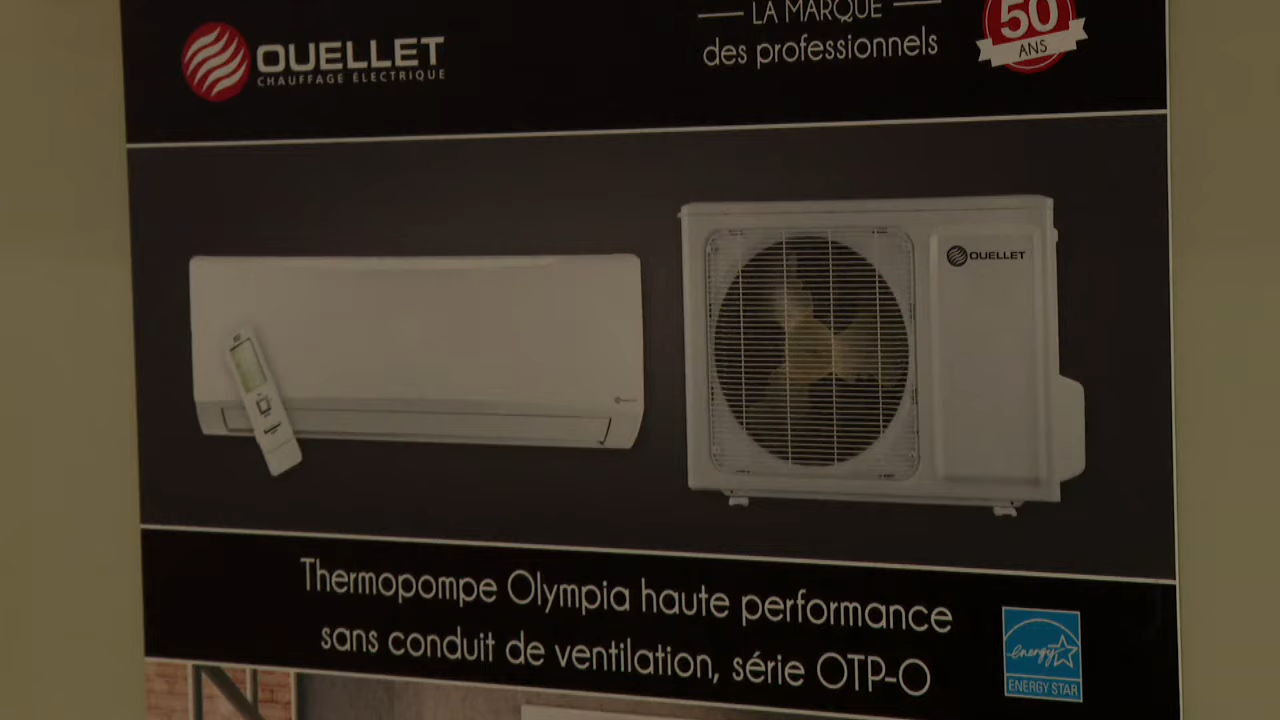 OUELLET
CHAUFFAGE ÉLECTRIQUE
LA MARQUE
des professionnels
50
ANS
OUELLET
Thermopompe Olympia haute performance
sans conduit de ventilation, série OTP-O
energy
ENERGY STAR